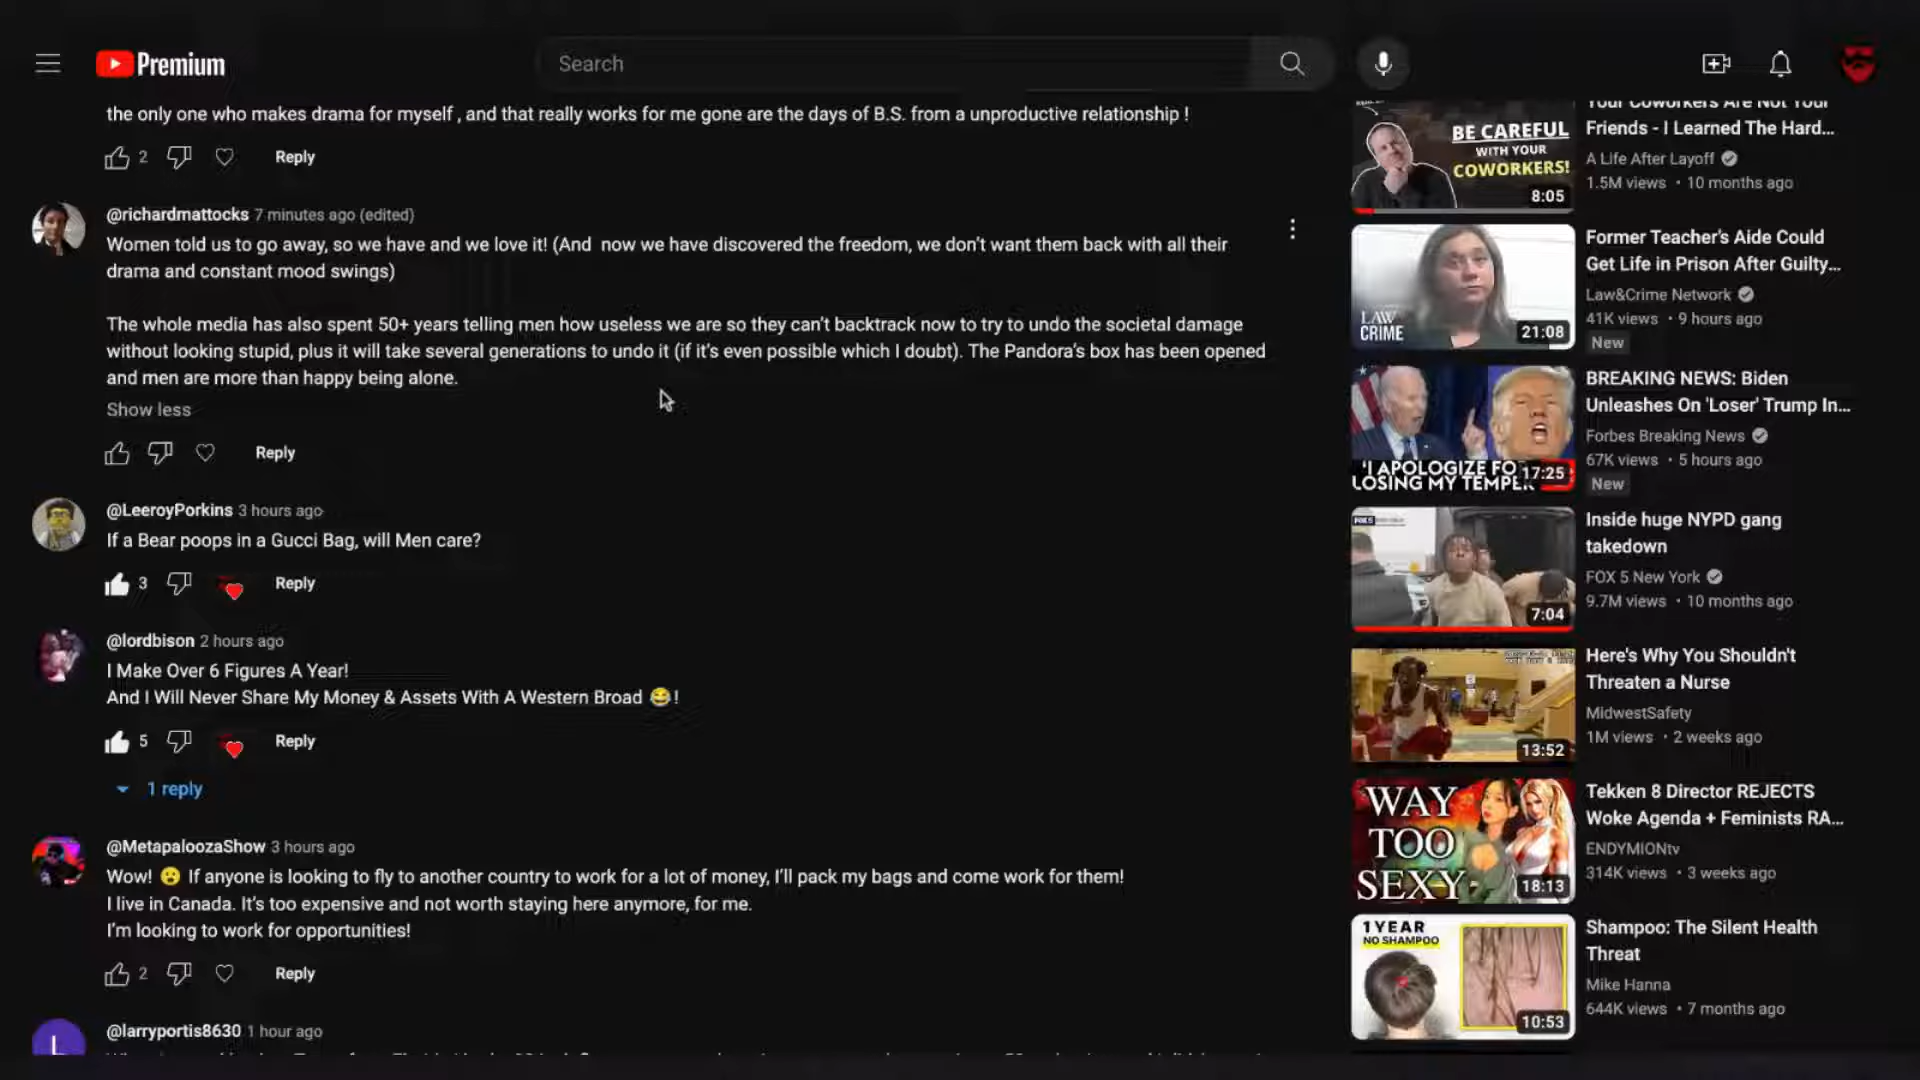 Premium
Search
the only one who makes drama for myself , and that really works for me gone are the days of B.S. from a unproductive relationship !
2
Reply
@richardmattocks 7 minutes ago (edited)
Women told us to go away, so we have and we love it! (And now we have discovered the freedom, we don't want them back with all their
drama and constant mood swings)
The whole media has also spent 50+ years telling men how useless we are so they can't backtrack now to try to undo the societal damage
without looking stupid, plus it will take several generations to undo it (if it's even possible which I doubt). The Pandora's box has been opened
and men are more than happy being alone.
Show less
Reply
@LeeroyPorkins 3 hours ago
If a Bear poops in a Gucci Bag, will Men care?
3
Reply
@lordbison 2 hours ago
I Make Over 6 Figures A Year!
And I Will Never Share My Money & Assets With A Western Broad 😂!
5
Reply
1 reply
@MetapaloozaShow 3 hours ago
Wow! 😮 If anyone is looking to fly to another country to work for a lot of money, I'll pack my bags and come work for them!
I live in Canada. It's too expensive and not worth staying here anymore, for me.
I'm looking to work for opportunities!
2
Reply
L
@larryportis8630 1 hour ago
BE CAREFUL
WITH YOUR
COWORKERS!
8:05
Your Coworkers Are Not Your
Friends - I Learned The Hard...
A Life After Layoff
1.5M views • 10 months ago
LAW
CRIME
21:08
Former Teacher's Aide Could
Get Life in Prison After Guilty...
Law&Crime Network
41K views • 9 hours ago
New
'I APOLOGIZE FO
LOSING MY TEMPER
17:25
BREAKING NEWS: Biden
Unleashes On 'Loser' Trump In...
Forbes Breaking News
67K views • 5 hours ago
New
FOX5
7:04
Inside huge NYPD gang
takedown
FOX 5 New York
9.7M views • 10 months ago
13:52
Here's Why You Shouldn't
Threaten a Nurse
MidwestSafety
1M views • 2 weeks ago
WAY
TOO
SEXY
18:13
Tekken 8 Director REJECTS
Woke Agenda + Feminists RA...
ENDYMIONtv
314K views • 3 weeks ago
1 YEAR
NO SHAMPOO
10:53
Shampoo: The Silent Health
Threat
Mike Hanna
644K views • 7 months ago